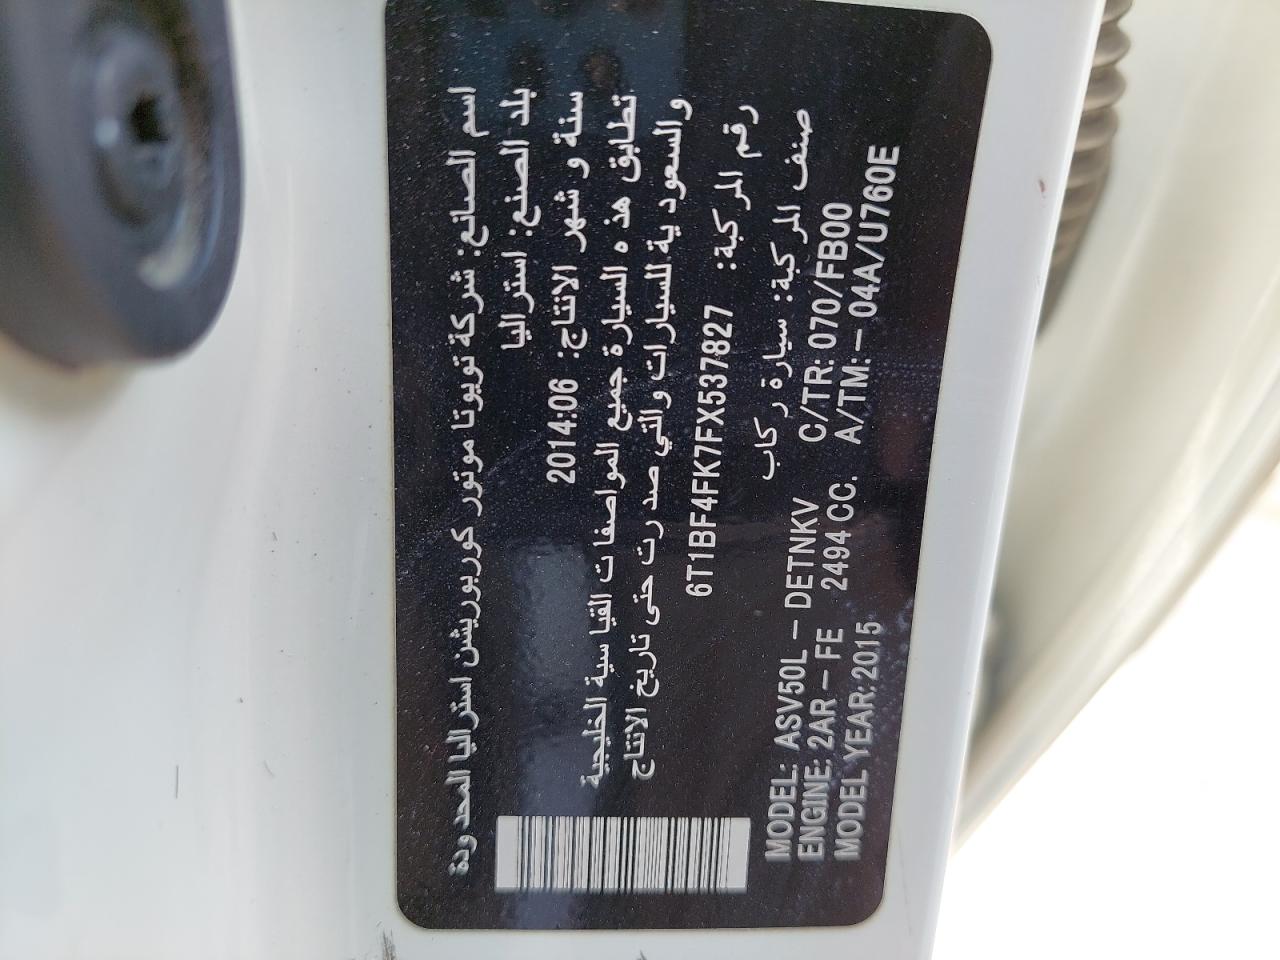 اسم الصانع: شركة تويوتا موتور كوربوريشن استراليا المحدودة
بلد الصنع: استراليا
سنة و شهر الانتاج: 2014:06
تطابق هذه السيارة جميع المواصفات القياسية الخليجية
والسعودية للسيارات والتي صدرت حتى تاريخ الانتاج
رقم المركبة: 6T1BF4FK7FX537827
صنف المركبة: سيارة ركاب
MODEL: ASV50L – DETNKV C/TR: 070/FB00
ENGINE: 2AR – FE 2494 CC. A/TM: – 04A/U760E
MODEL YEAR: 2015